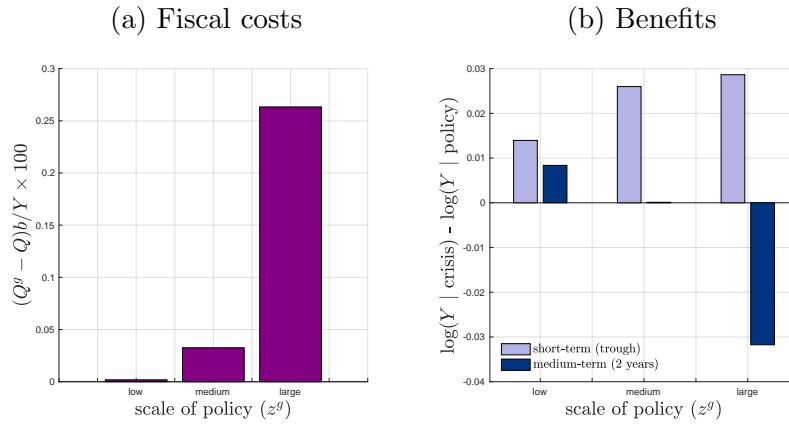 (a) Fiscal costs
0.3
0.25
0.2
0.15
0.1
0.05
0
(Q^g − Q)b/Y × 100
low medium large
scale of policy (z^g)
(b) Benefits
0.03
0.02
0.01
0
-0.01
-0.02
-0.03
-0.04
log(Y | crisis) - log(Y | policy)
short-term (trough)
medium-term (2 years)
low medium large
scale of policy (z^g)